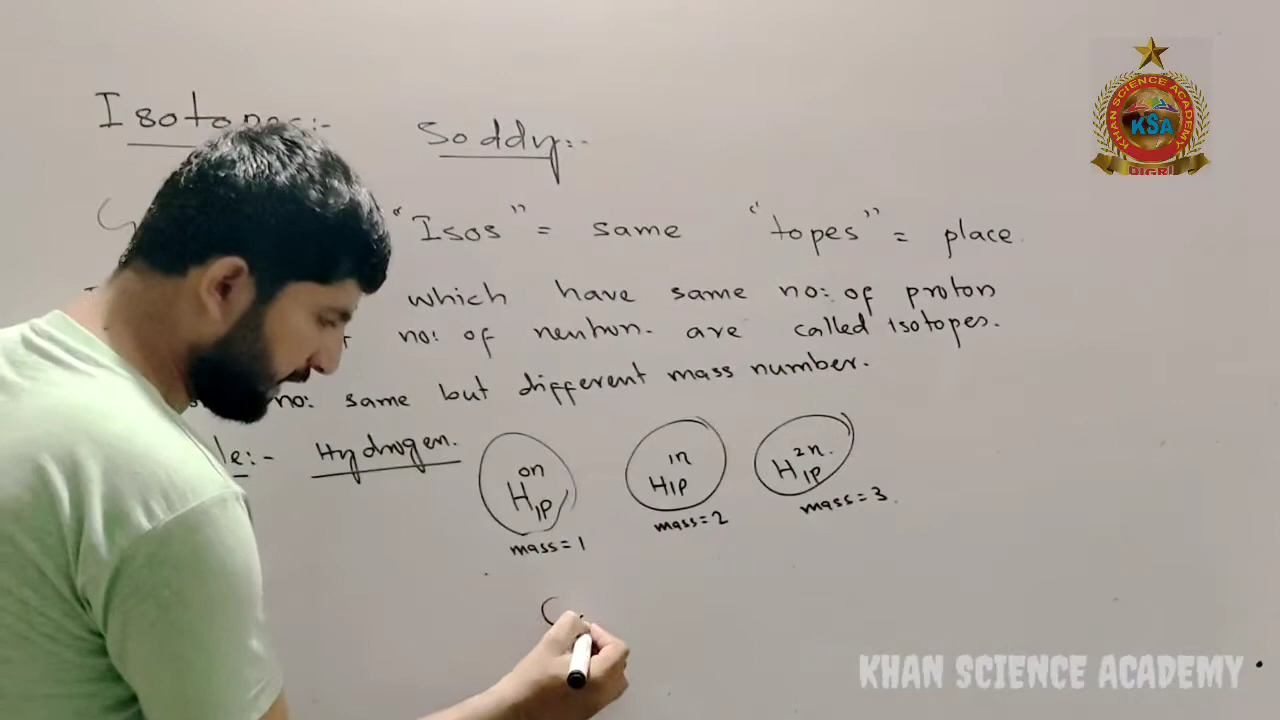 Isotopes:-
Soddy:-
"Isos" = same "topes" = place.
which have same no: of proton
no: of neutron. are called isotopes.
no: same but different mass number.
Hydrogen.
on
H1p
mass=1
1n
H1p
mass=2
2n.
H1p
mass=3.
KHAN SCIENCE ACADEMY
KSA
DIGRI
KHAN SCIENCE ACADEMY